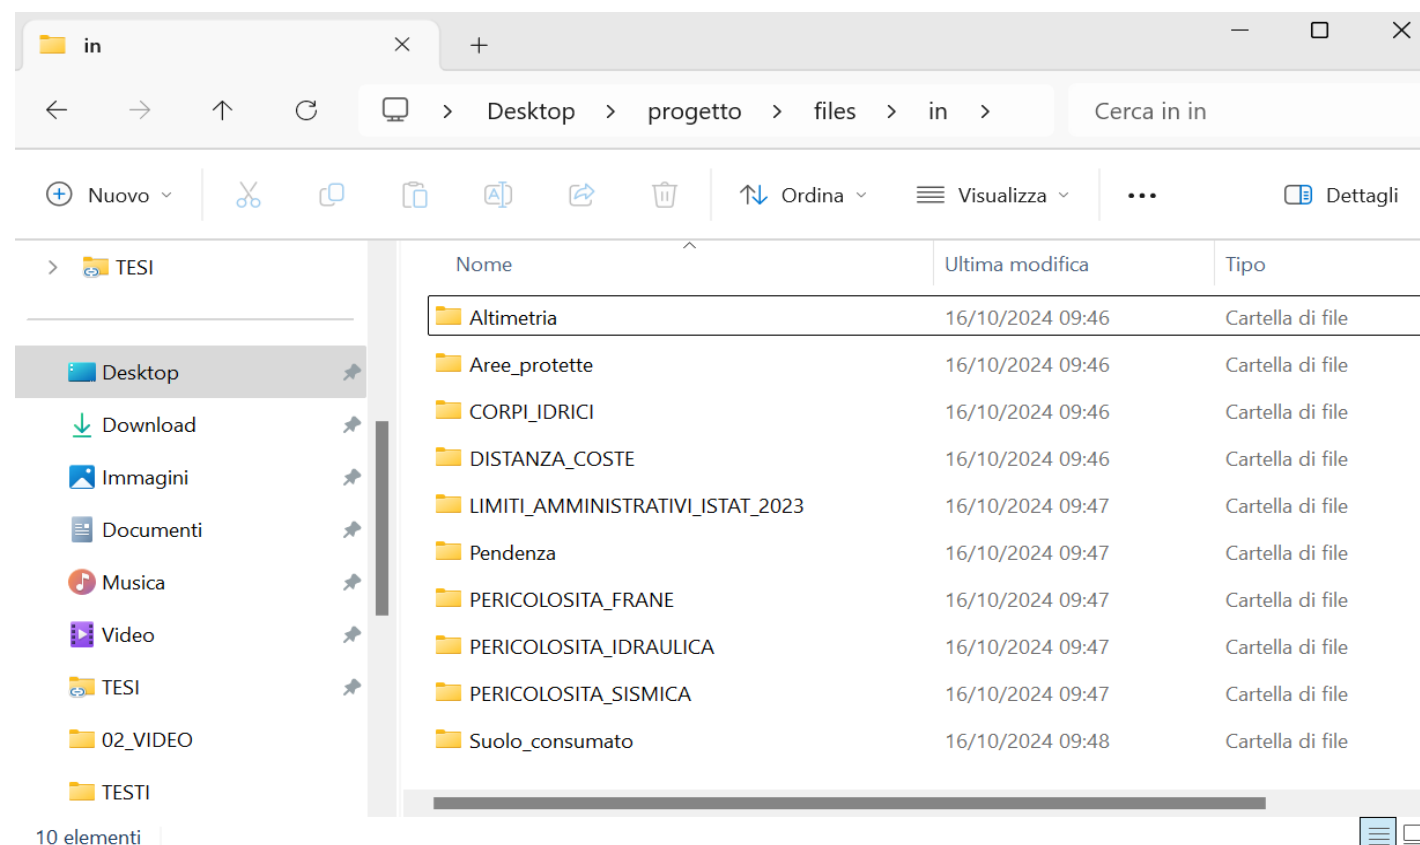 in
Desktop > progetto > files > in >
Cerca in in
Nuovo
Ordina
Visualizza
Dettagli
TESI
Desktop
Download
Immagini
Documenti
Musica
Video
TESI
02_VIDEO
TESTI
Nome Ultima modifica Tipo
Altimetria 16/10/2024 09:46 Cartella di file
Aree_protette 16/10/2024 09:46 Cartella di file
CORPI_IDRICI 16/10/2024 09:46 Cartella di file
DISTANZA_COSTE 16/10/2024 09:46 Cartella di file
LIMITI_AMMINISTRATIVI_ISTAT_2023 16/10/2024 09:47 Cartella di file
Pendenza 16/10/2024 09:47 Cartella di file
PERICOLOSITA_FRANE 16/10/2024 09:47 Cartella di file
PERICOLOSITA_IDRAULICA 16/10/2024 09:47 Cartella di file
PERICOLOSITA_SISMICA 16/10/2024 09:47 Cartella di file
Suolo_consumato 16/10/2024 09:48 Cartella di file
10 elementi